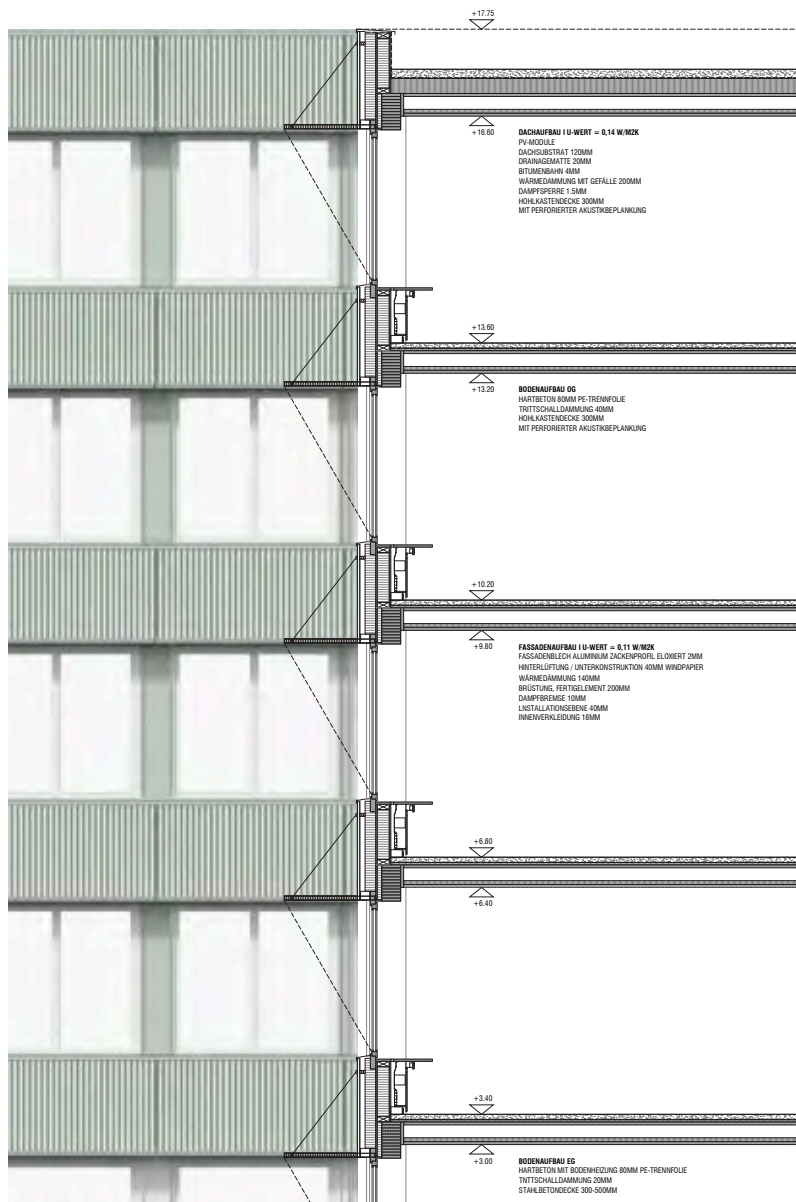 +17.75
+16.60
DACHAUFBAU I U-WERT = 0,14 W/M2K
PV-MODULE
DACHSUBSTRAT 120MM
DRAINAGEMATTE 20MM
BITUMENBAHN 4MM
WÄRMEDAMMUNG MIT GEFÄLLE 200MM
DAMPFSPERRE 1.5MM
HOHLKASTENDECKE 300MM
MIT PERFORIERTER AKUSTIKBEPLANKUNG
+13.60
+13.20
BODENAUFBAU OG
HARTBETON 80MM PE-TRENNFOLIE
TRITTSCHALLDAMMUNG 40MM
HOHLKASTENDECKE 300MM
MIT PERFORIERTER AKUSTIKBEPLANKUNG
+10.20
+9.80
FASSADENAUFBAU I U-WERT = 0,11 W/M2K
FASSADENBLECH ALUMINIUM ZACKENPROFIL ELOXIERT 2MM
HINTERLÜFTUNG / UNTERKONSTRUKTION 40MM WINDPAPIER
WÄRMEDÄMMUNG 140MM
BRÜSTUNG, FERTIGELEMENT 200MM
DAMPFBREMSE 10MM
LNSTALLATIONSEBENE 40MM
INNENVERKLEIDUNG 18MM
+6.80
+6.40
+3.40
+3.00
BODENAUFBAU EG
HARTBETON MIT BODENHEIZUNG 80MM PE-TRENNFOLIE
TNTTSCHALLDAMMUNG 20MM
STAHLBETONDECKE 300-500MM